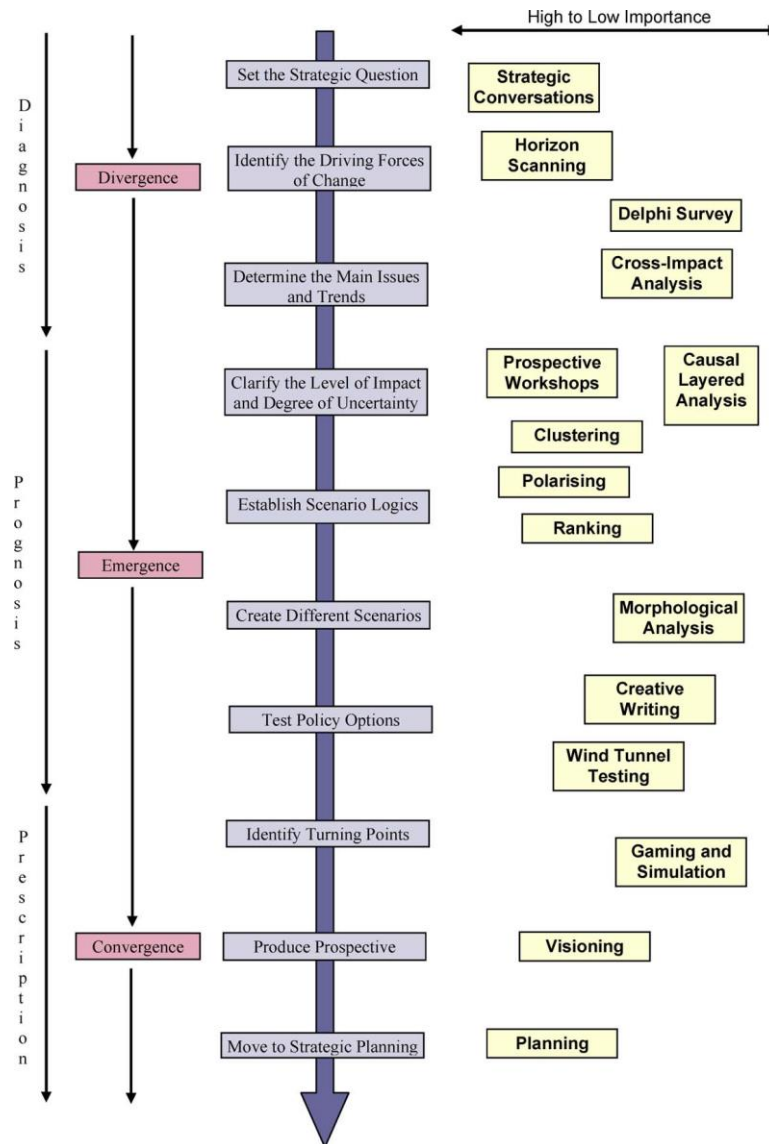 High to Low Importance
Diagnosis
Prognosis
Prescription
Divergence
Emergence
Convergence
Set the Strategic Question
Identify the Driving Forces
of Change
Determine the Main Issues
and Trends
Clarify the Level of Impact
and Degree of Uncertainty
Establish Scenario Logics
Create Different Scenarios
Test Policy Options
Identify Turning Points
Produce Prospective
Move to Strategic Planning
Strategic
Conversations
Horizon
Scanning
Delphi Survey
Cross-Impact
Analysis
Prospective
Workshops
Causal
Layered
Analysis
Clustering
Polarising
Ranking
Morphological
Analysis
Creative
Writing
Wind Tunnel
Testing
Gaming and
Simulation
Visioning
Planning